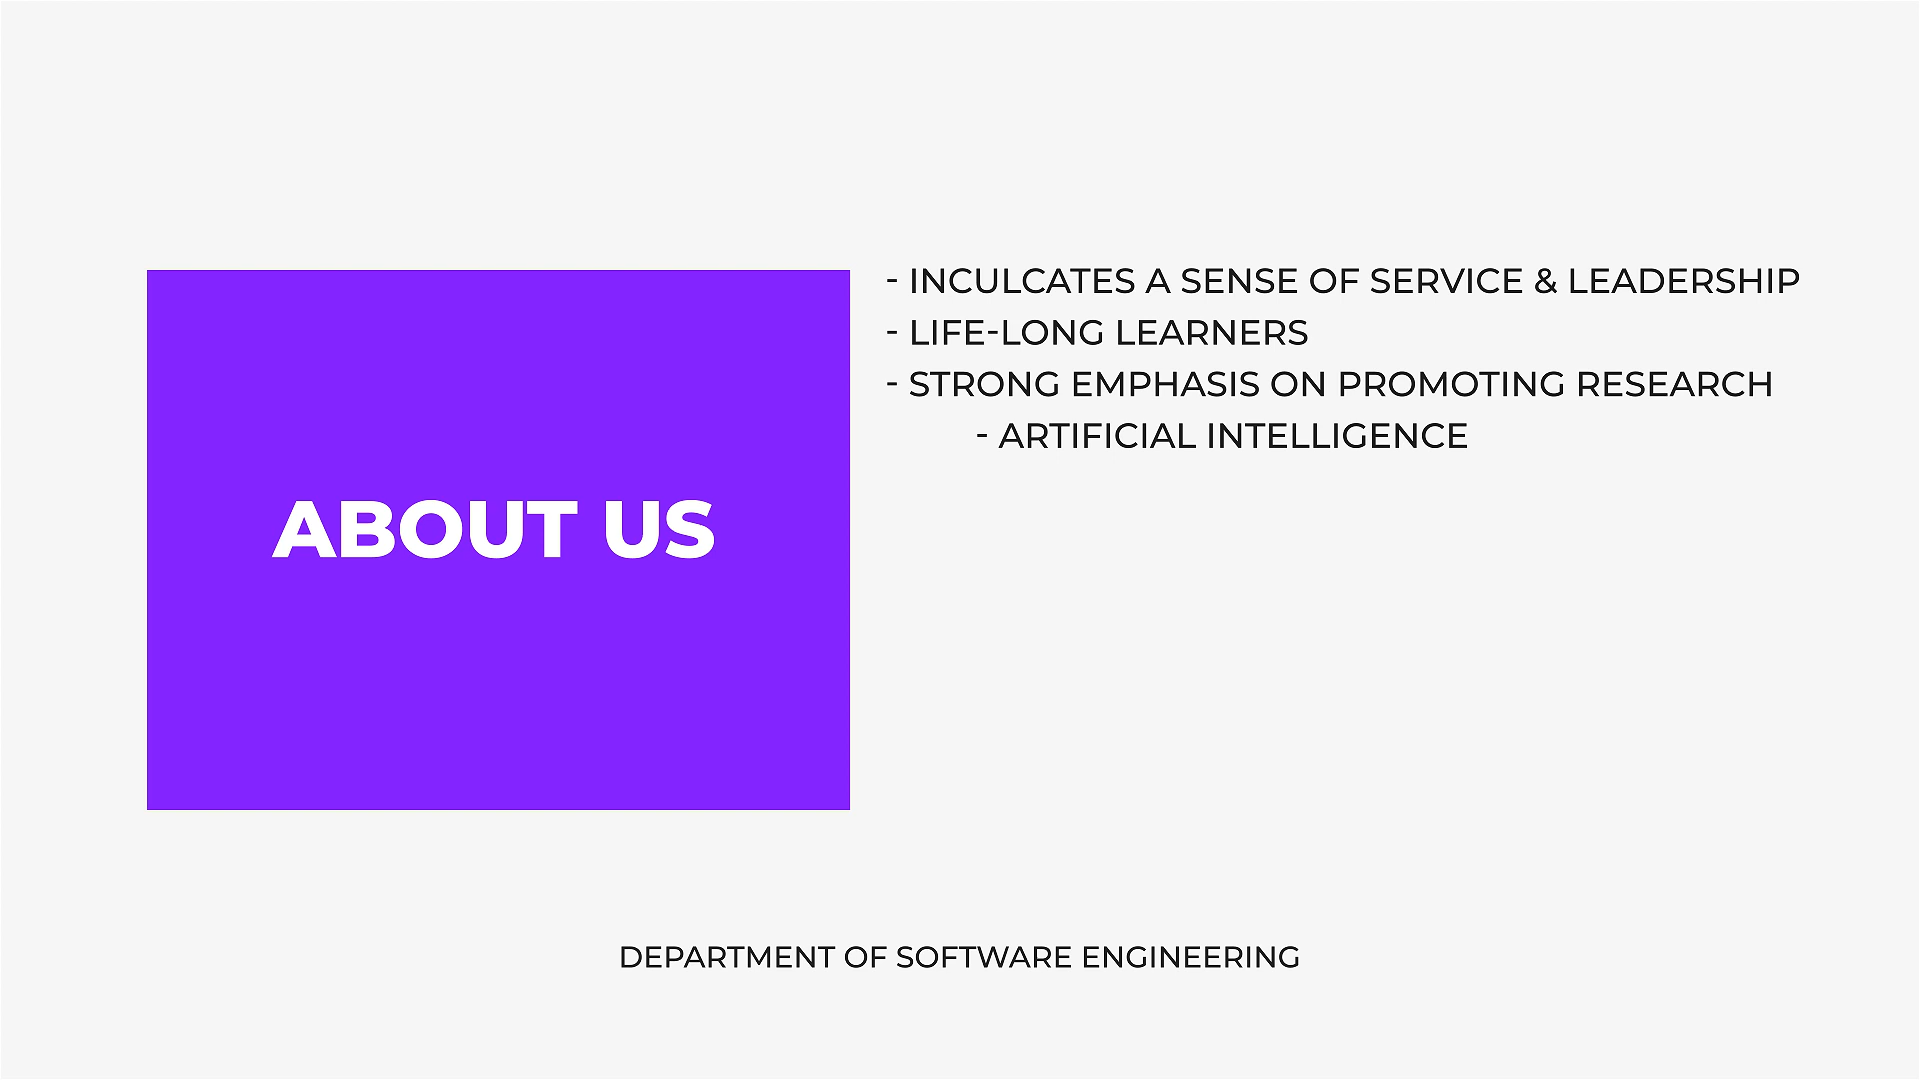 ABOUT US
- INCULCATES A SENSE OF SERVICE & LEADERSHIP
- LIFE-LONG LEARNERS
- STRONG EMPHASIS ON PROMOTING RESEARCH
- ARTIFICIAL INTELLIGENCE
DEPARTMENT OF SOFTWARE ENGINEERING